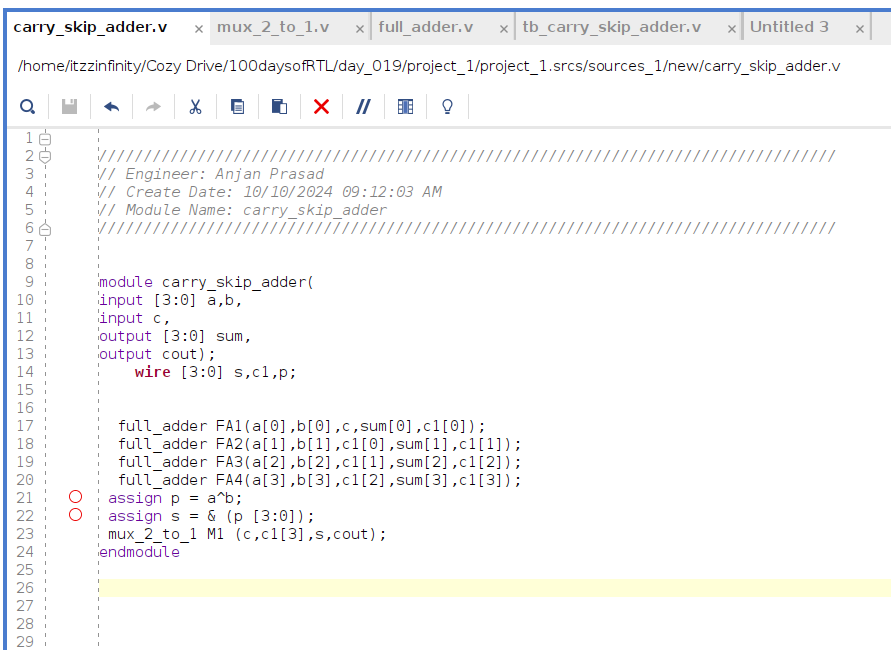 carry_skip_adder.v × mux_2_to_1.v × full_adder.v × tb_carry_skip_adder.v × Untitled 3 ×
/home/itzzinfinity/Cozy Drive/100daysofRTL/day_019/project_1/project_1.srcs/sources_1/new/carry_skip_adder.v
1
2 //////////////////////////////////////////////////////////////////////////////////
3 // Engineer: Anjan Prasad
4 // Create Date: 10/10/2024 09:12:03 AM
5 // Module Name: carry_skip_adder
6 //////////////////////////////////////////////////////////////////////////////////
7
8
9 module carry_skip_adder(
10 input [3:0] a,b,
11 input c,
12 output [3:0] sum,
13 output cout);
14 wire [3:0] s,c1,p;
15
16
17 full_adder FA1(a[0],b[0],c,sum[0],c1[0]);
18 full_adder FA2(a[1],b[1],c1[0],sum[1],c1[1]);
19 full_adder FA3(a[2],b[2],c1[1],sum[2],c1[2]);
20 full_adder FA4(a[3],b[3],c1[2],sum[3],c1[3]);
21 assign p = a^b;
22 assign s = & (p [3:0]);
23 mux_2_to_1 M1 (c,c1[3],s,cout);
24 endmodule
25
26
27
28
29